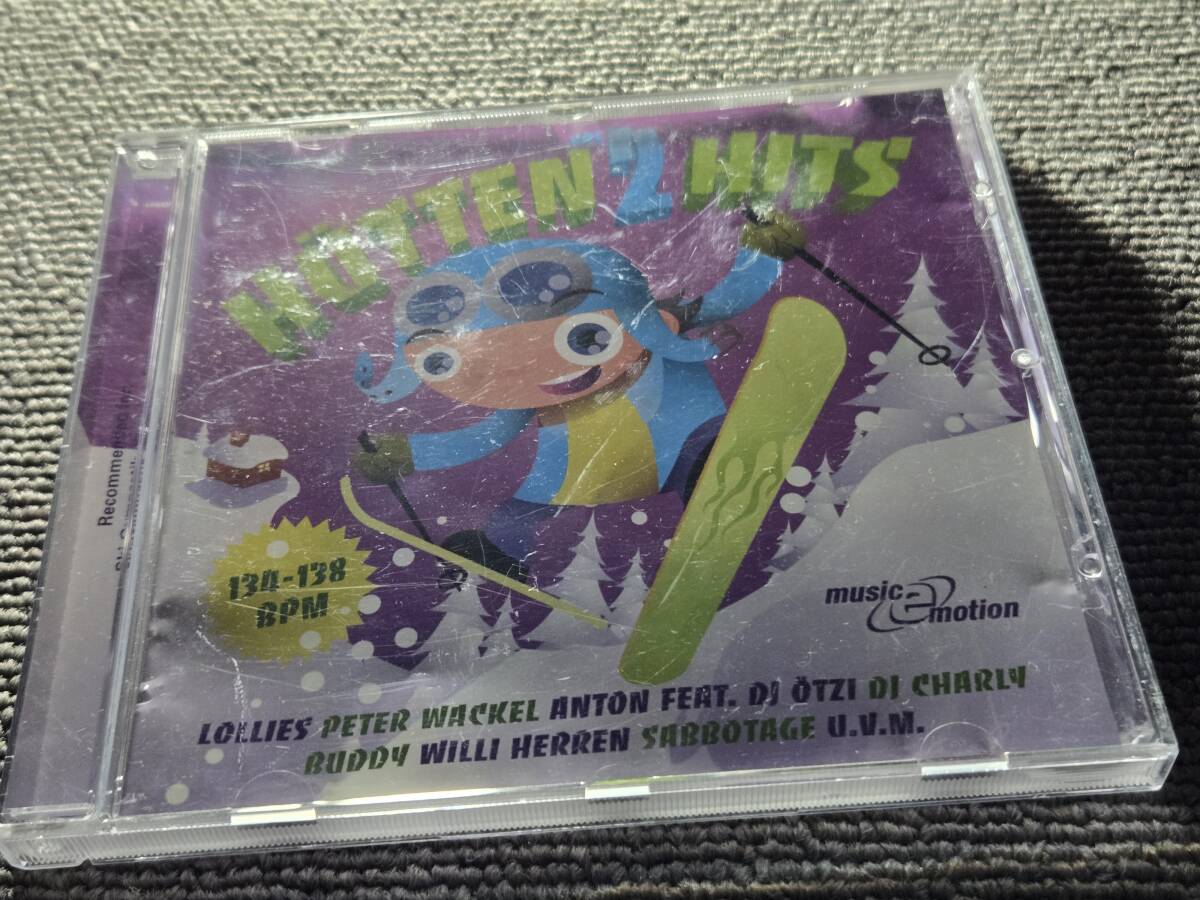 HÜTTEN 2 HITS
134-138
BPM
music e motion
LOLLIES PETER WACKEL ANTON FEAT. DJ ÖTZI DJ CHARLY
BUDDY WILLI HERREN SABBOTAGE U.V.M.